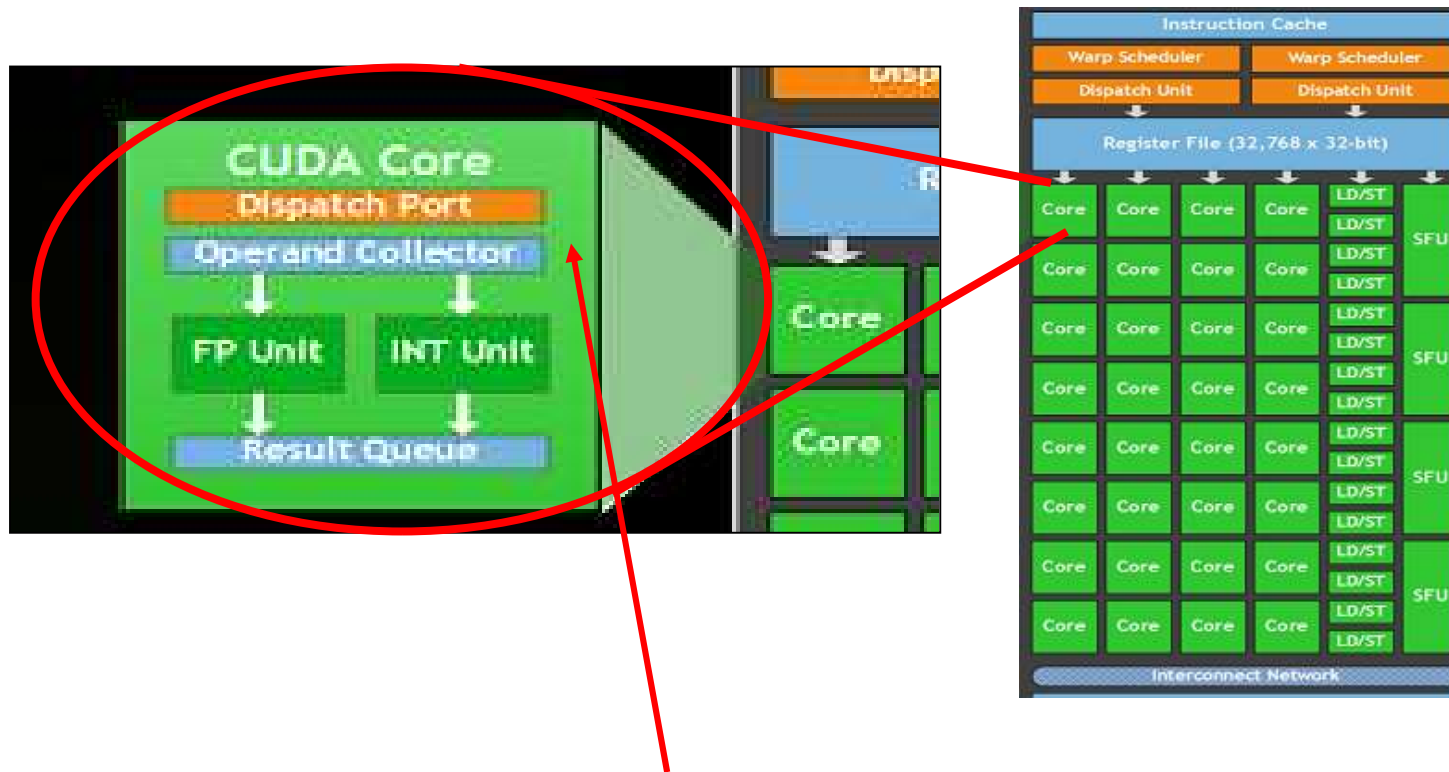 CUDA Core
Dispatch Port
Operand Collector
FP Unit INT Unit
Result Queue
Disp
R
Core
Core
Instruction Cache
Warp Scheduler Warp Scheduler
Dispatch Unit Dispatch Unit
Register File (32,768 x 32-bit)
LD/ST
Core Core Core Core
LD/ST
SFU
LD/ST
Core Core Core Core
LD/ST
LD/ST
Core Core Core Core
LD/ST
SFU
LD/ST
Core Core Core Core
LD/ST
LD/ST
Core Core Core Core
LD/ST
SFU
LD/ST
Core Core Core Core
LD/ST
LD/ST
Core Core Core Core
LD/ST
SFU
LD/ST
Core Core Core Core
LD/ST
Interconnect Network